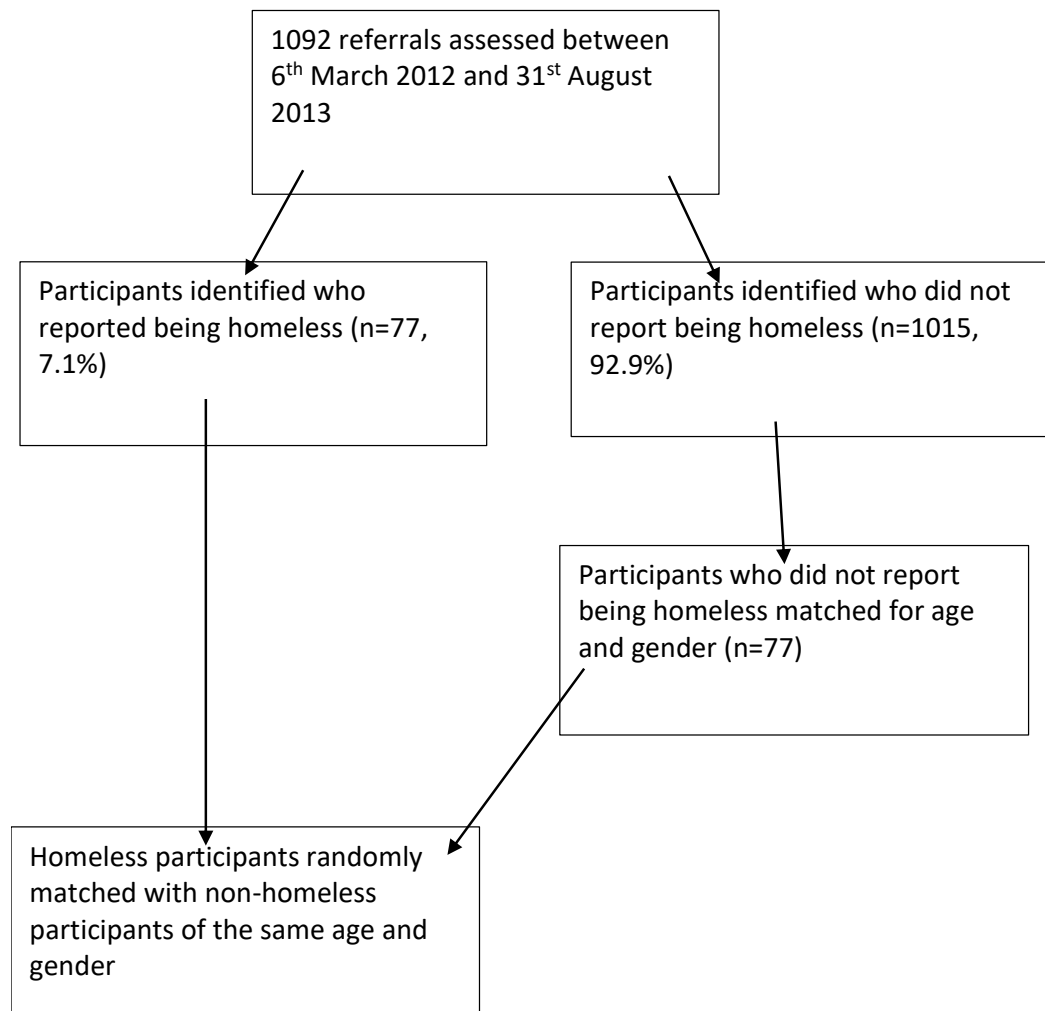 1092 referrals assessed between
6th March 2012 and 31st August
2013
Participants identified who
reported being homeless (n=77,
7.1%)
Participants identified who did not
report being homeless (n=1015,
92.9%)
Participants who did not report
being homeless matched for age
and gender (n=77)
Homeless participants randomly
matched with non-homeless
participants of the same age and
gender